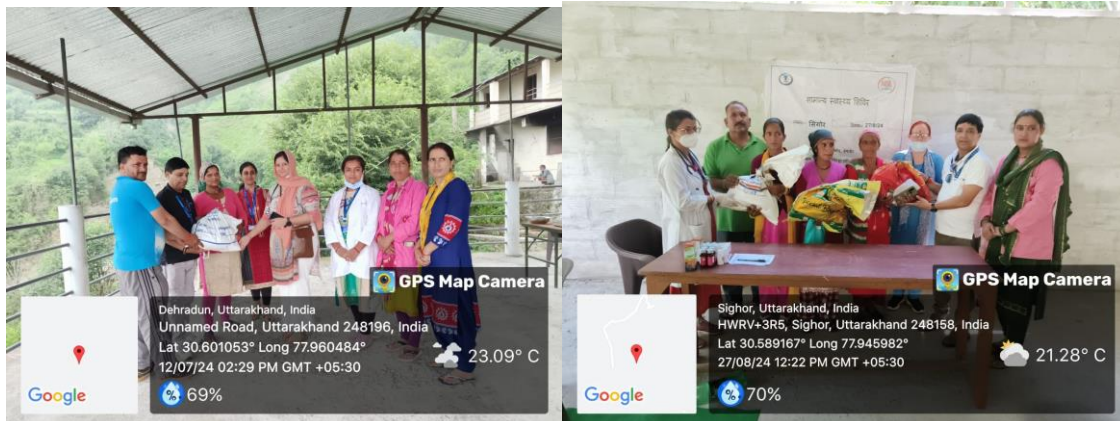 GPS Map Camera
Dehradun, Uttarakhand, India
Unnamed Road, Uttarakhand 248196, India
Lat 30.601053° Long 77.960484°
12/07/24 02:29 PM GMT +05:30
23.09° C
69%
Google
सामान्य स्वास्थ्य शिविर
सिघोर
27/8/24
GPS Map Camera
Sighor, Uttarakhand, India
HWRV+3R5, Sighor, Uttarakhand 248158, India
Lat 30.589167° Long 77.945982°
27/08/24 12:22 PM GMT +05:30
21.28° C
70%
Google